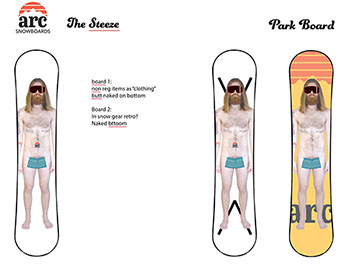 arc
SNOWBOARDS
The Steeze
Park Board
board 1:
non reg items as "clothing"
butt naked on bottom
Board 2:
In snow gear retro?
Naked bttoom
arc